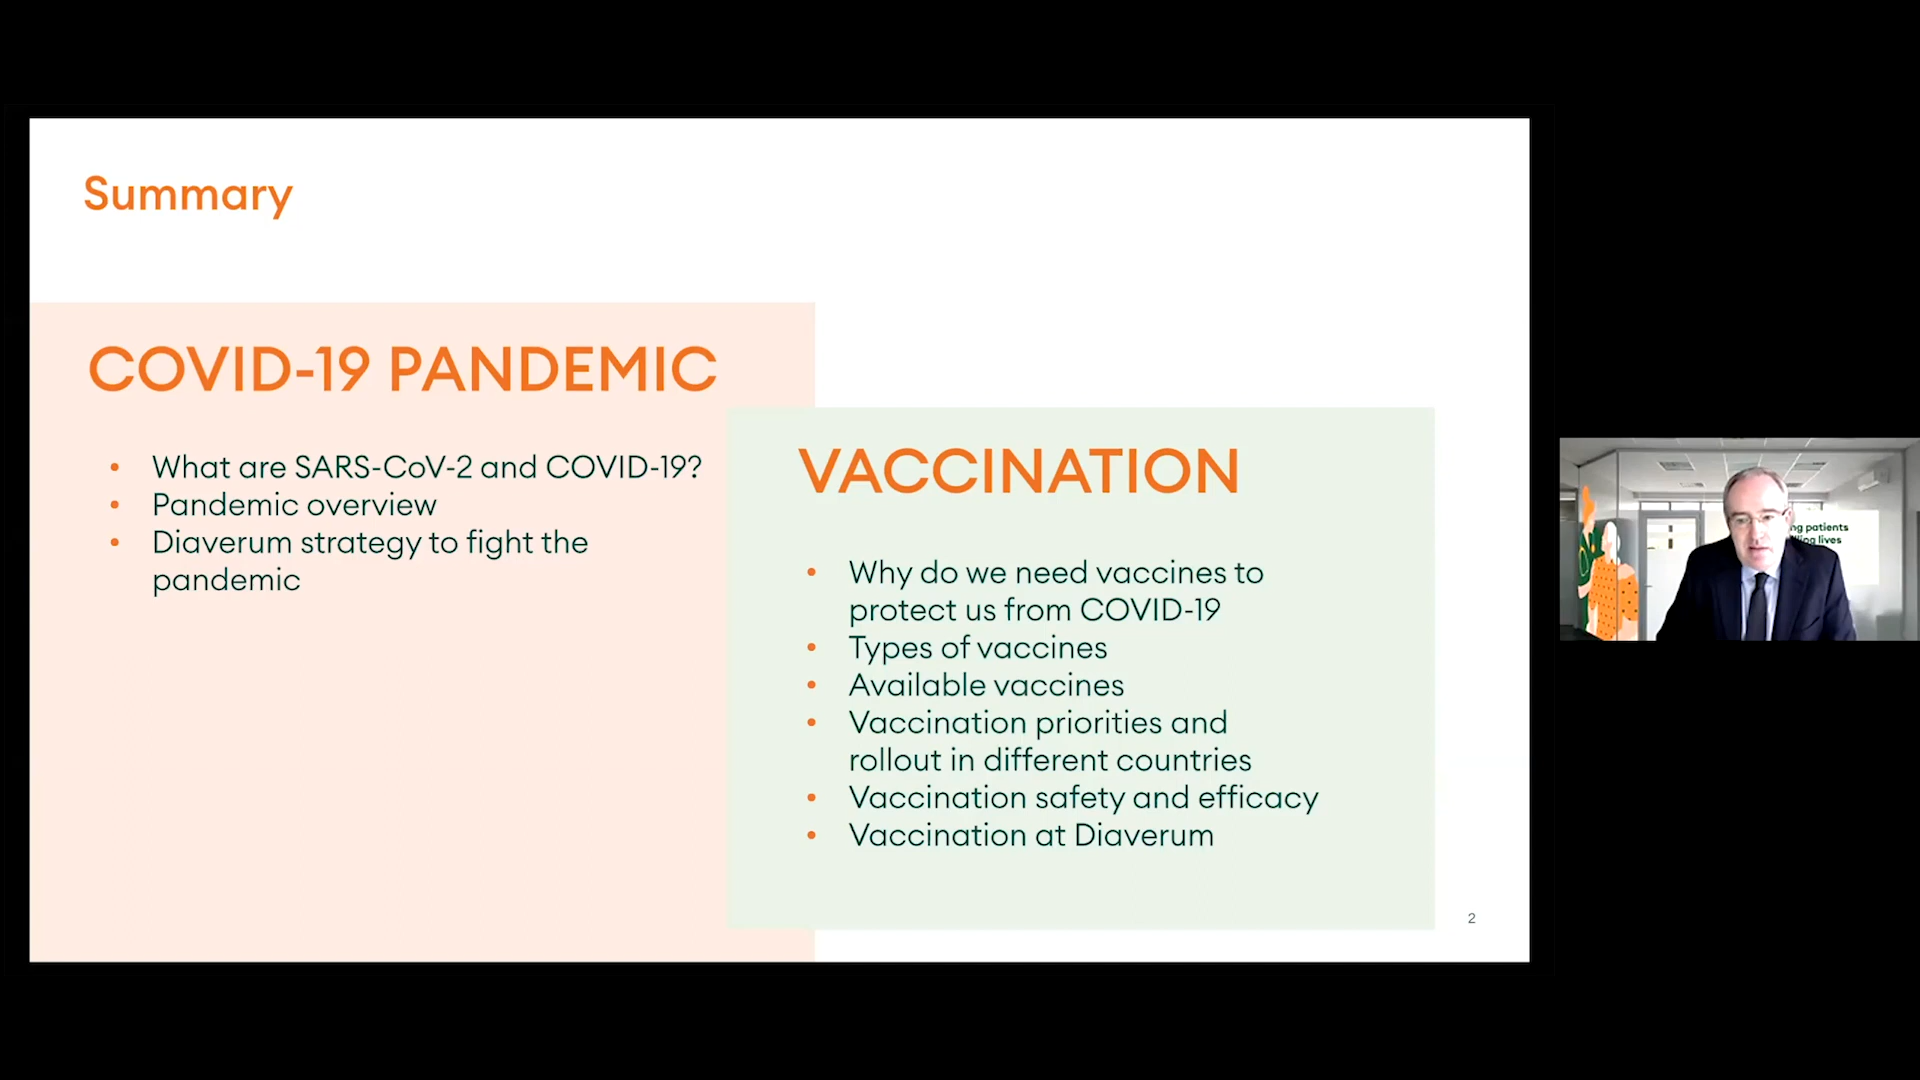 Summary
COVID-19 PANDEMIC
• What are SARS-CoV-2 and COVID-19?
• Pandemic overview
• Diaverum strategy to fight the
pandemic
VACCINATION
• Why do we need vaccines to
protect us from COVID-19
• Types of vaccines
• Available vaccines
• Vaccination priorities and
rollout in different countries
• Vaccination safety and efficacy
• Vaccination at Diaverum
2
patients
lives